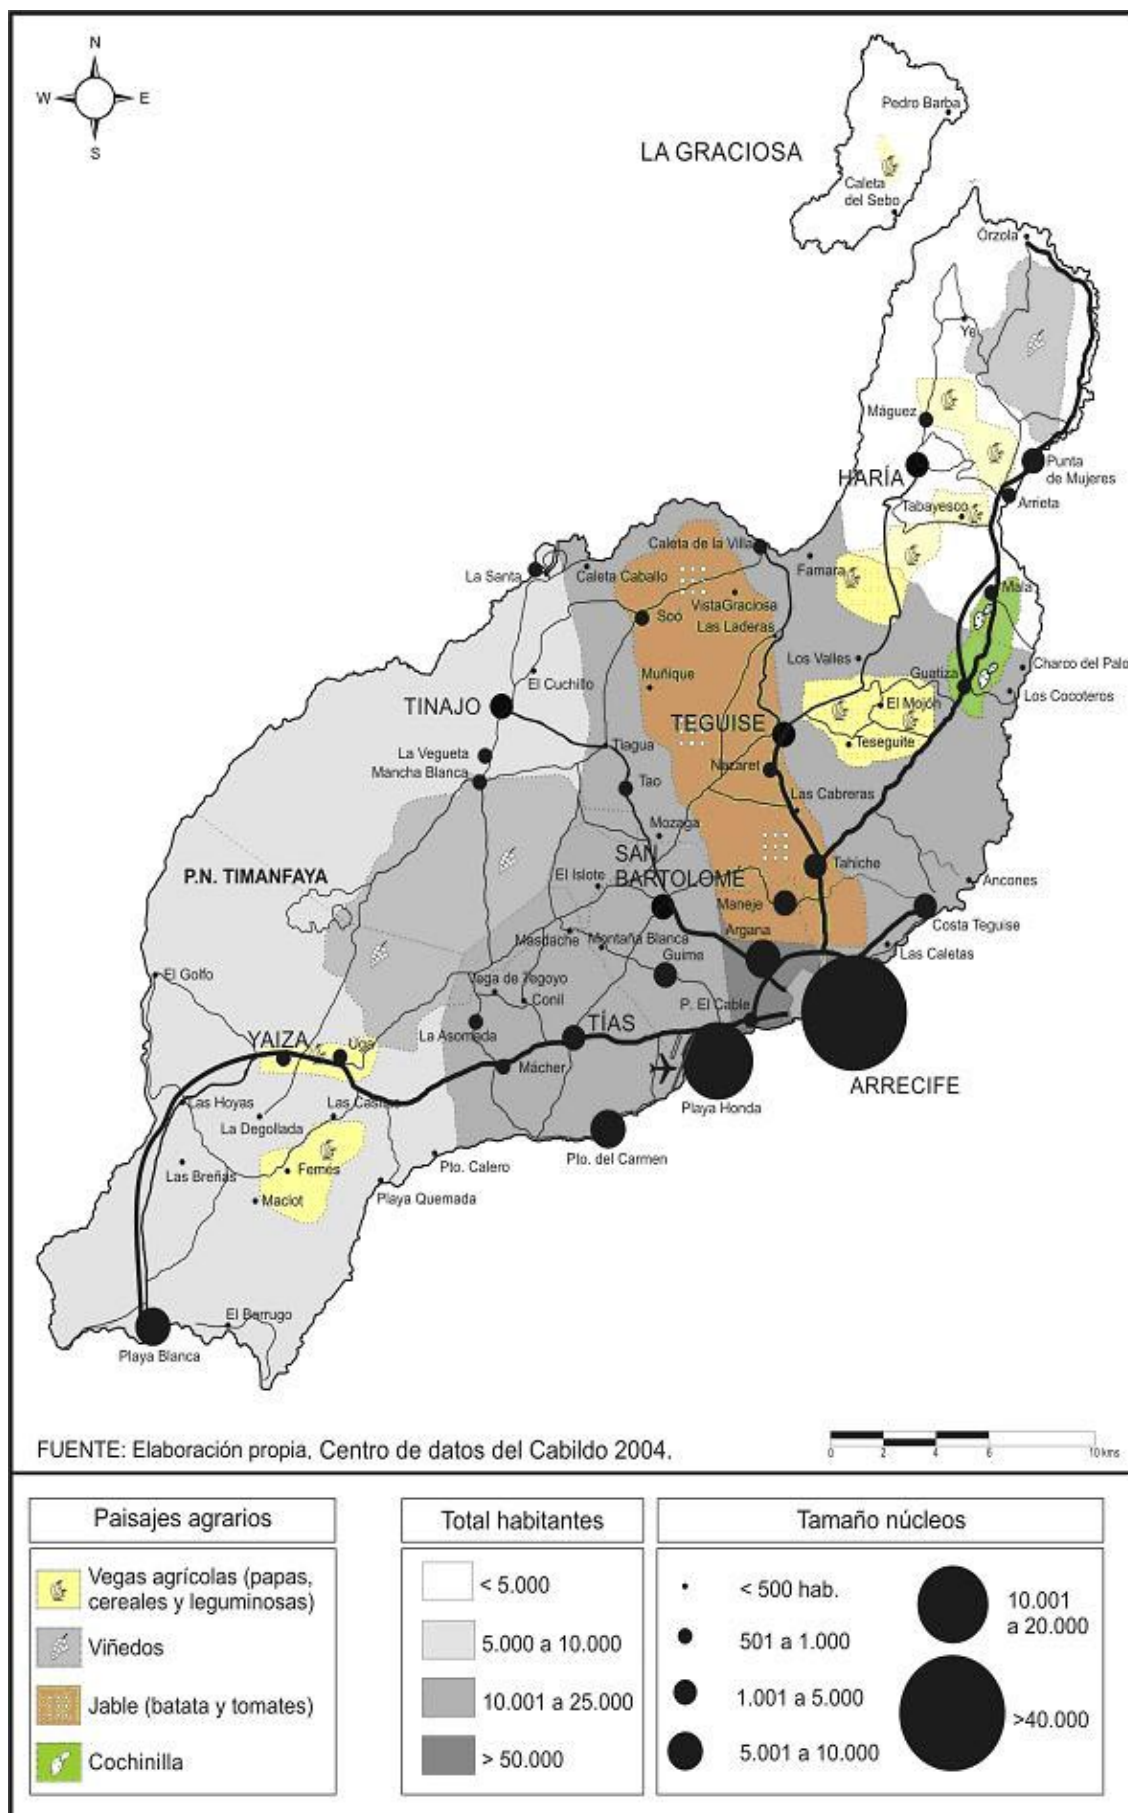 N
W
E
S
Pedro Barba
LA GRACIOSA
Caleta
del Sebo
Órzola
Ye
Máguez
HARÍA
Punta
de Mujeres
Arrieta
Tabayesco
Caleta de la Villa
Famara
La Santa
Caleta Caballo
Mala
VistaGraciosa
Soó
Las Laderas
Los Valles
Charco del Palo
Guatiza
Muñique
El Cuchillo
Los Cocoteros
El Mojón
TINAJO
TEGUISE
Teseguite
La Vegueta
Tiagua
Mancha Blanca
Nazaret
Tao
Las Cabreras
Mozaga
SAN
BARTOLOMÉ
Tahiche
P.N. TIMANFAYA
El Islote
Ancones
Maneje
Costa Teguise
Argana
Masdache
Montaña Blanca
Las Caletas
Guime
El Golfo
Vega de Tegoyo
Conil
P. El Cable
La Asomada
TÍAS
YAIZA
Uga
Mácher
ARRECIFE
Playa Honda
Las Hoyas
Las Casitas
La Degollada
Pto. del Carmen
Pto. Calero
Las Breñas
Femés
Maciot
Playa Quemada
El Berrugo
Playa Blanca
FUENTE: Elaboración propia. Centro de datos del Cabildo 2004.
0 2 4 6 10 kms
Paisajes agrarios
Vegas agrícolas (papas,
cereales y leguminosas)
Viñedos
Jable (batata y tomates)
Cochinilla
Total habitantes
< 5.000
5.000 a 10.000
10.001 a 25.000
> 50.000
Tamaño núcleos
< 500 hab.
501 a 1.000
1.001 a 5.000
5.001 a 10.000
10.001
a 20.000
>40.000